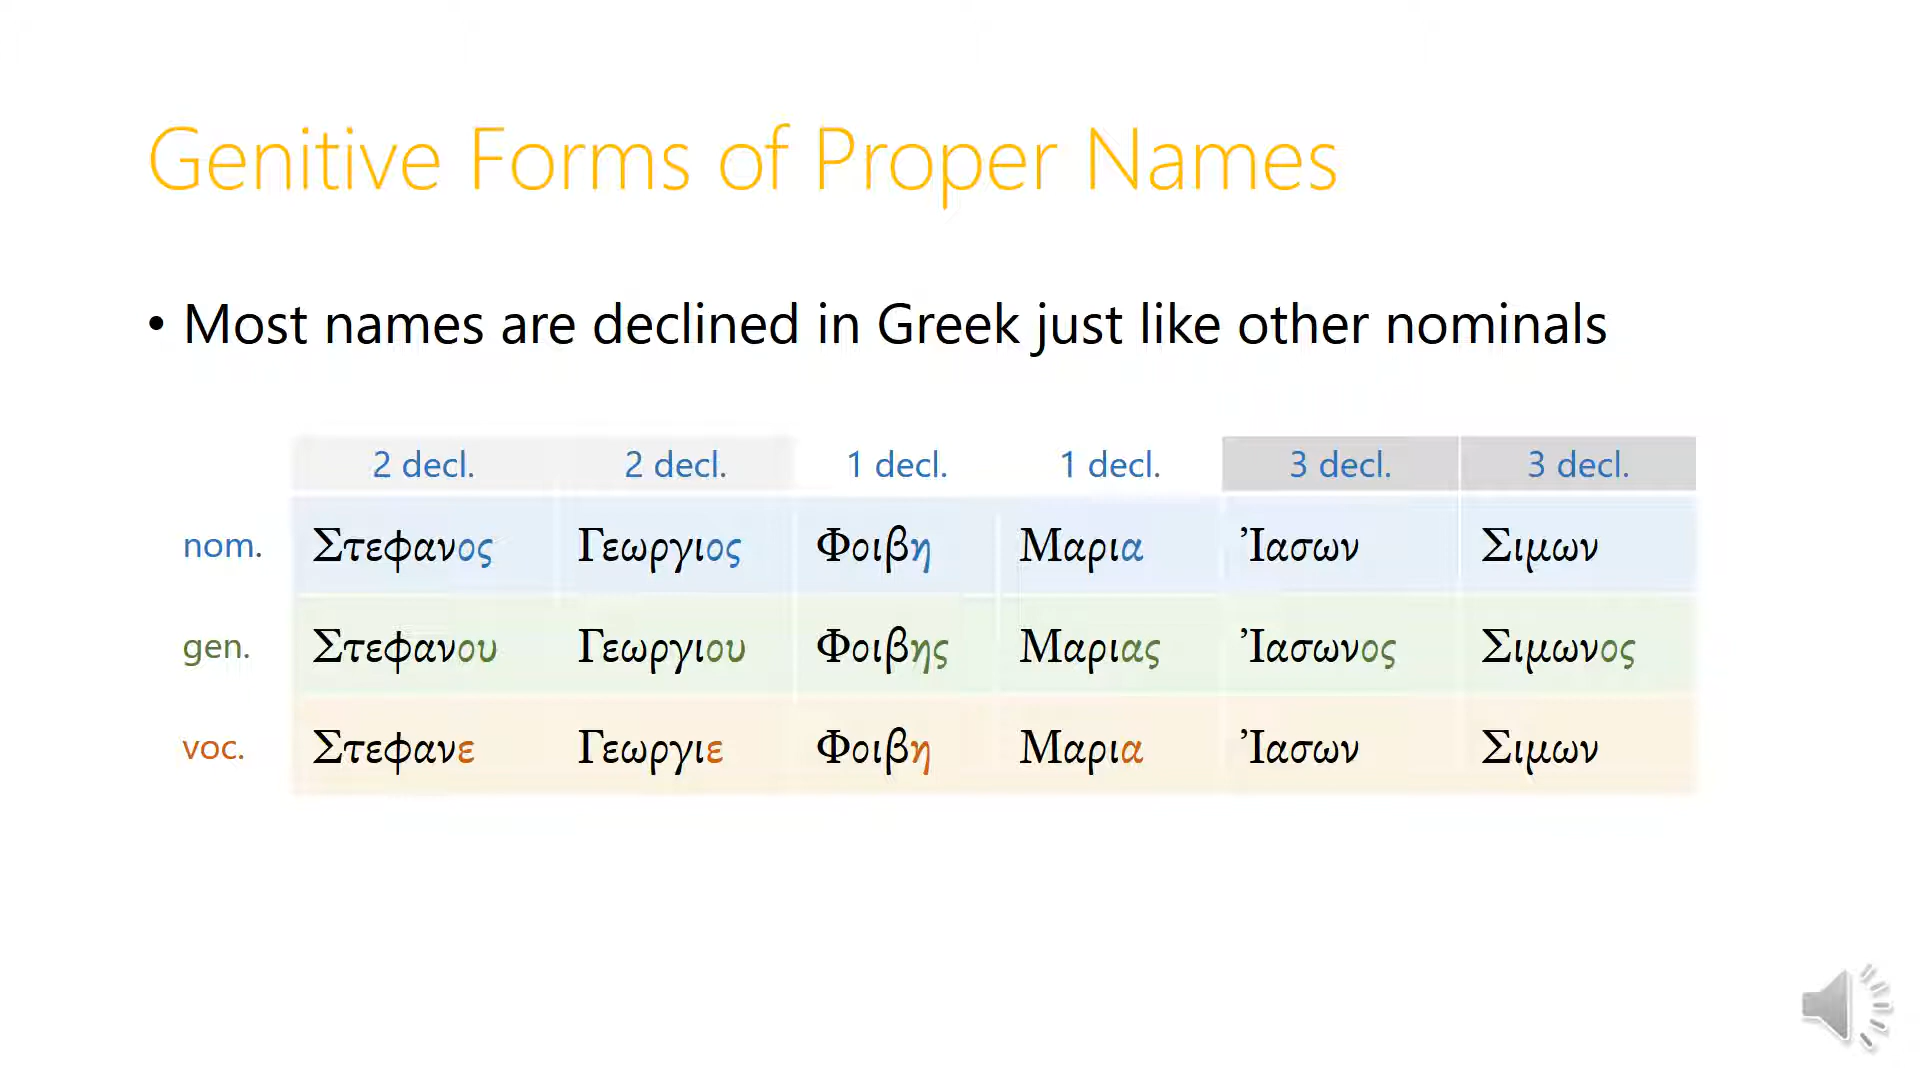 Genitive Forms of Proper Names
• Most names are declined in Greek just like other nominals
2 decl. 2 decl. 1 decl. 1 decl. 3 decl. 3 decl.
nom. Στεφανος Γεωργιος Φοιβη Μαρια Ἰασων Σιμων
gen. Στεφανου Γεωργιου Φοιβης Μαριας Ἰασωνος Σιμωνος
voc. Στεφανε Γεωργιε Φοιβη Μαρια Ἰασων Σιμων